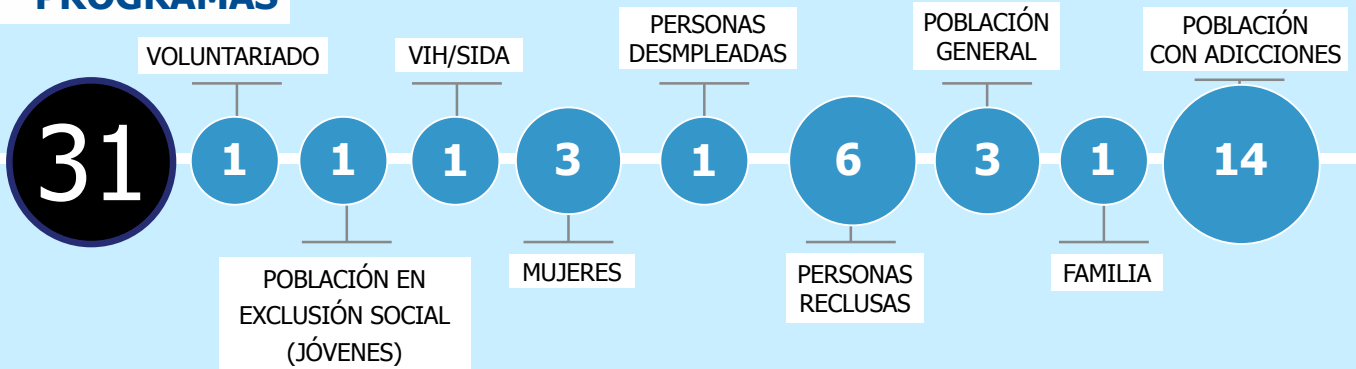 PROGRAMAS
31
VOLUNTARIADO
1
POBLACIÓN EN
EXCLUSIÓN SOCIAL
(JÓVENES)
1
VIH/SIDA
1
MUJERES
3
PERSONAS
DESMPLEADAS
1
PERSONAS
RECLUSAS
6
POBLACIÓN
GENERAL
3
FAMILIA
1
POBLACIÓN
CON ADICCIONES
14